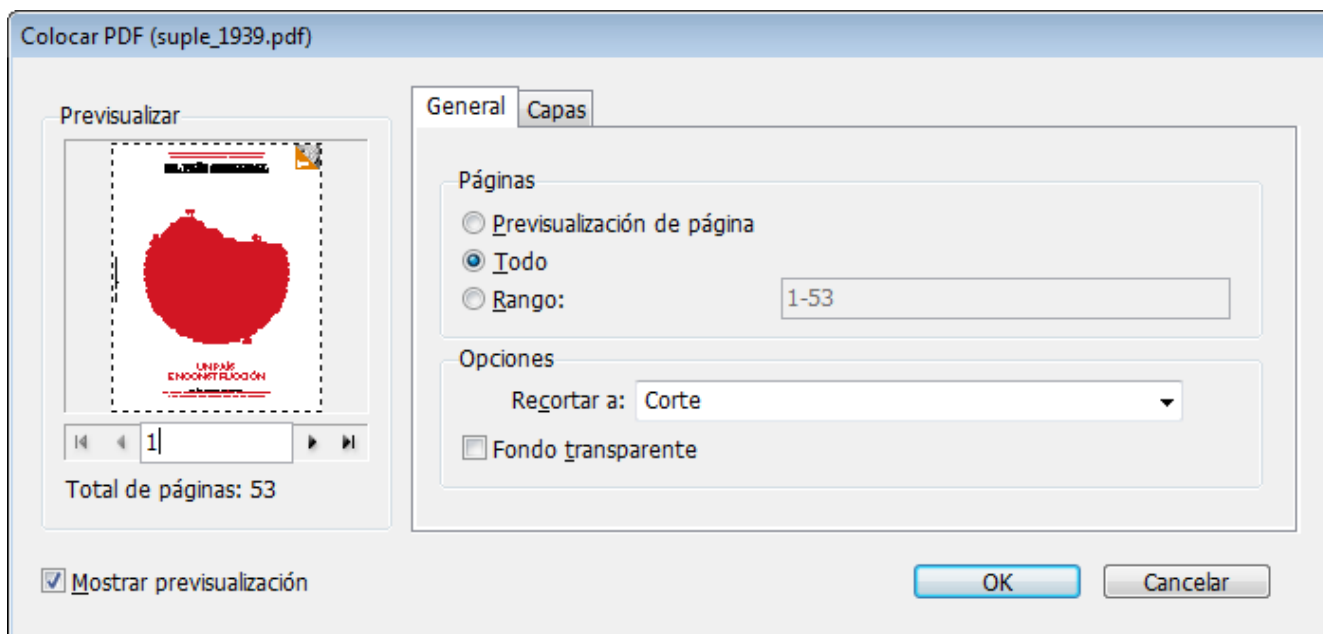 Colocar PDF (suple_1939.pdf)
Previsualizar
UN PAÍS
EN CONSTRUCCIÓN
1
Total de páginas: 53
Mostrar previsualización
General
Capas
Páginas
Previsualización de página
Todo
Rango:
1-53
Opciones
Recortar a:
Corte
Fondo transparente
OK
Cancelar